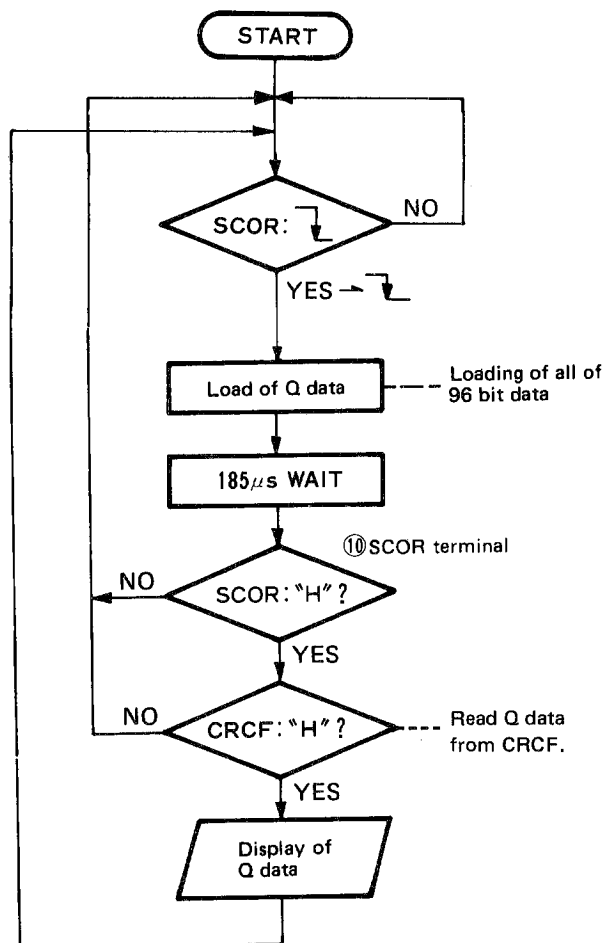 START
SCOR:
NO
YES
Load of Q data
Loading of all of
96 bit data
185μs WAIT
⑩SCOR terminal
SCOR: "H"?
NO
YES
CRCF: "H"?
NO
Read Q data
from CRCF.
YES
Display of
Q data